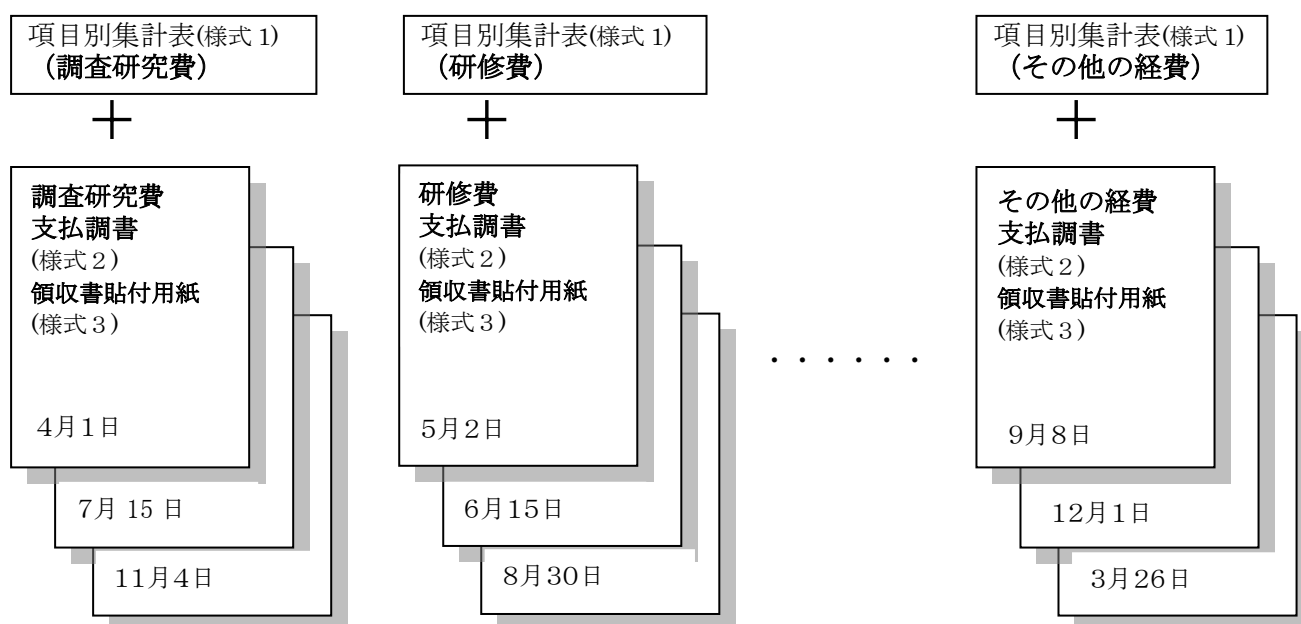 項目別集計表(様式1)
（調査研究費）
＋
調査研究費
支払調書
(様式2)
領収書貼付用紙
(様式3)
4月1日
7月 15 日
11月4日
項目別集計表(様式1)
（研修費）
＋
研修費
支払調書
(様式2)
領収書貼付用紙
(様式3)
5月2日
6月15日
8月30日
・・・・・・
項目別集計表(様式1)
（その他の経費）
＋
その他の経費
支払調書
(様式2)
領収書貼付用紙
(様式3)
9月8日
12月1日
3月26日